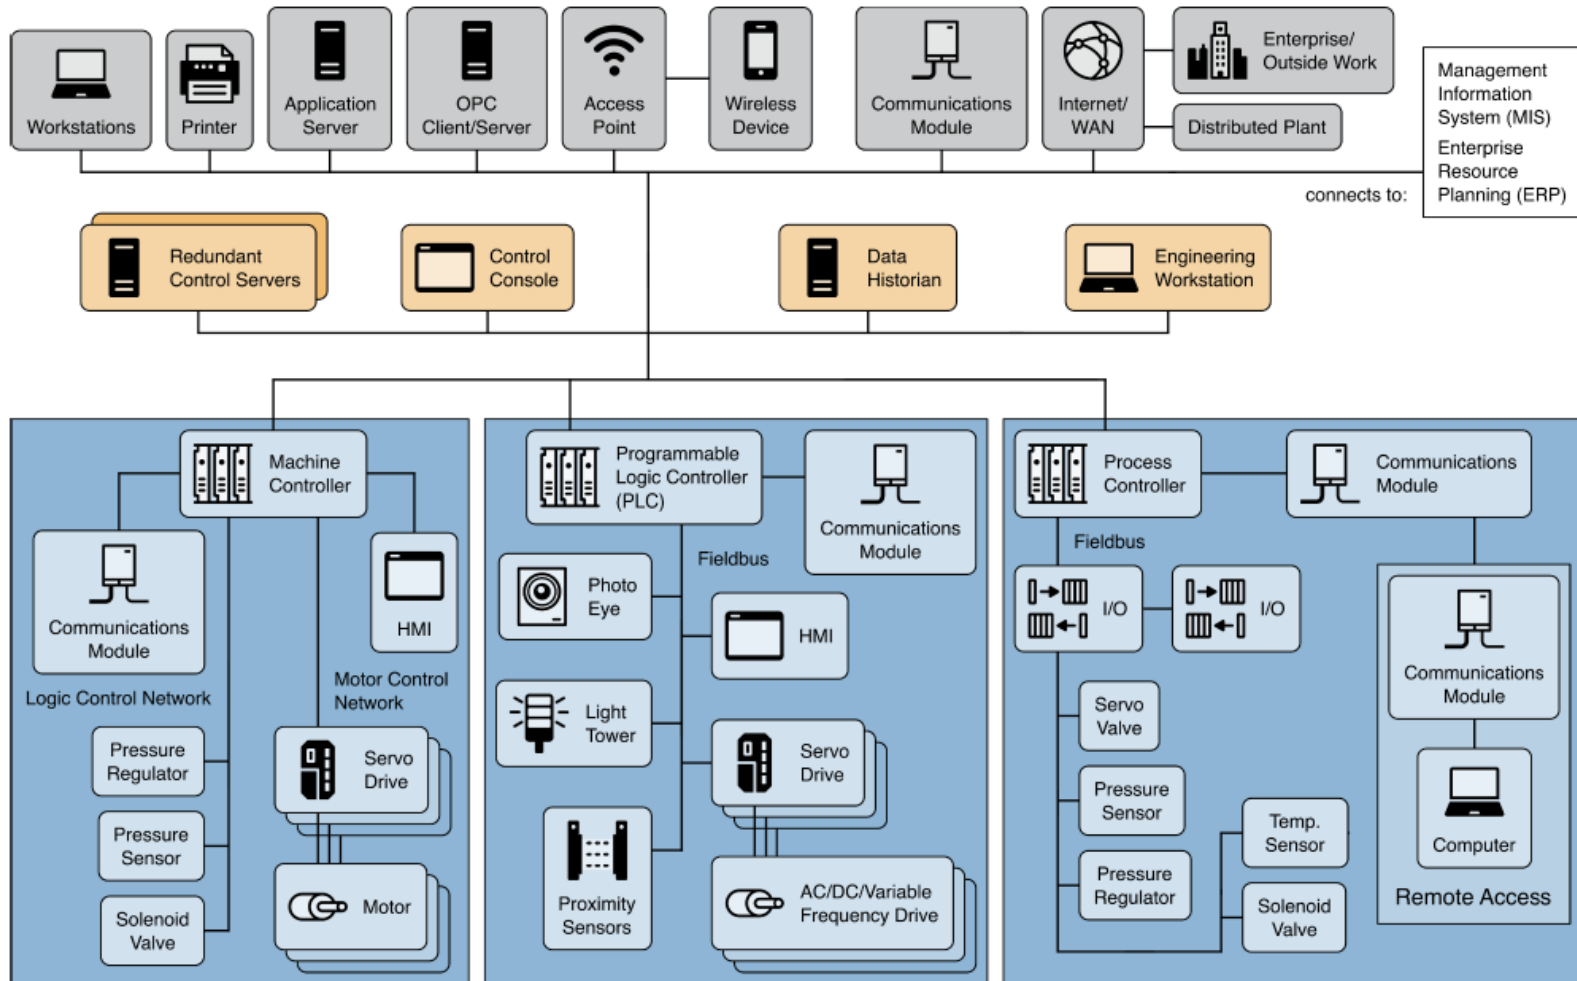 Workstations
Printer
Application
Server
OPC
Client/Server
Access
Point
Wireless
Device
Communications
Module
Internet/
WAN
Enterprise/
Outside Work
Distributed Plant
Management
Information
System (MIS)
Enterprise
Resource
Planning (ERP)
connects to:
Redundant
Control Servers
Control
Console
Data
Historian
Engineering
Workstation
Machine
Controller
Communications
Module
HMI
Logic Control Network
Motor Control
Network
Pressure
Regulator
Pressure
Sensor
Solenoid
Valve
Servo
Drive
Motor
Programmable
Logic Controller
(PLC)
Communications
Module
Fieldbus
Photo
Eye
HMI
Light
Tower
Servo
Drive
Proximity
Sensors
AC/DC/Variable
Frequency Drive
Process
Controller
Communications
Module
Fieldbus
I/O
I/O
Servo
Valve
Pressure
Sensor
Pressure
Regulator
Temp.
Sensor
Solenoid
Valve
Communications
Module
Computer
Remote Access